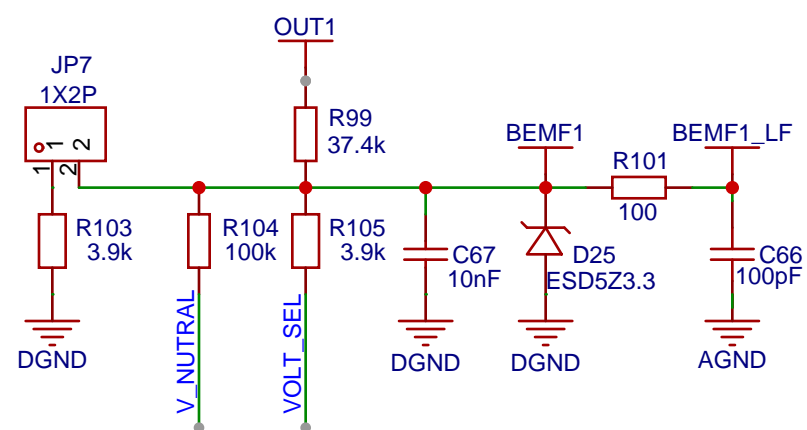 OUT1
JP7
1X2P
1 2
1
2
R99
37.4k
BEMF1
BEMF1_LF
R101
100
R103
3.9k
R104
100k
R105
3.9k
C67
10nF
D25
ESD5Z3.3
C66
100pF
DGND
V_NUTRAL
VOLT_SEL
DGND
DGND
AGND